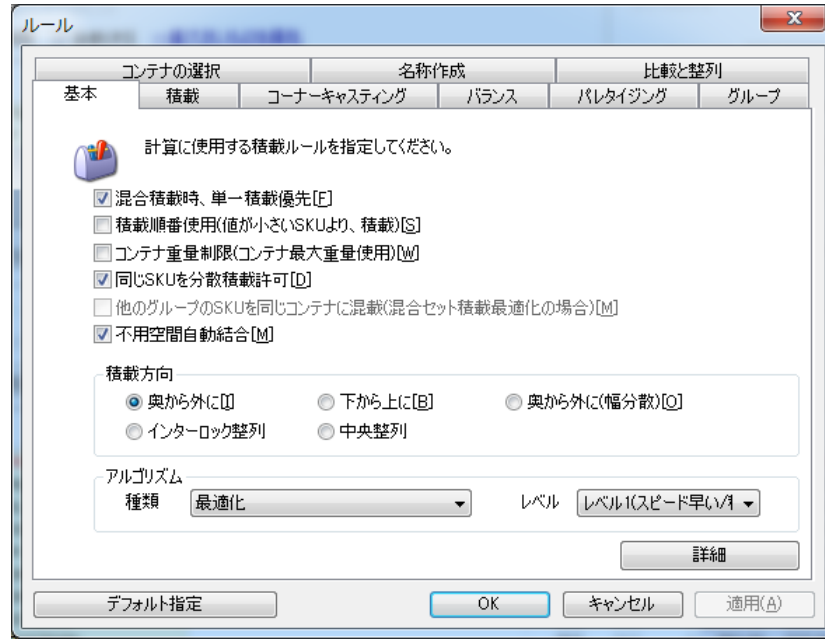 ルール
コンテナの選択 名称作成 比較と整列
基本 積載 コーナーキャスティング バランス パレタイジング グループ
計算に使用する積載ルールを指定してください。
混合積載時、単一積載優先[F]
積載順番使用(値が小さいSKUより、積載)[S]
コンテナ重量制限(コンテナ最大重量使用)[W]
同じSKUを分散積載許可[D]
他のグループのSKUを同じコンテナに混載(混合セット積載最適化の場合)[M]
不用空間自動結合[M]
積載方向
奥から外に[I] 下から上に[B] 奥から外に(幅分散)[O]
インターロック整列 中央整列
アルゴリズム
種類 最適化 レベル レベル1(スピード早い/
詳細
デフォルト指定 OK キャンセル 適用(A)